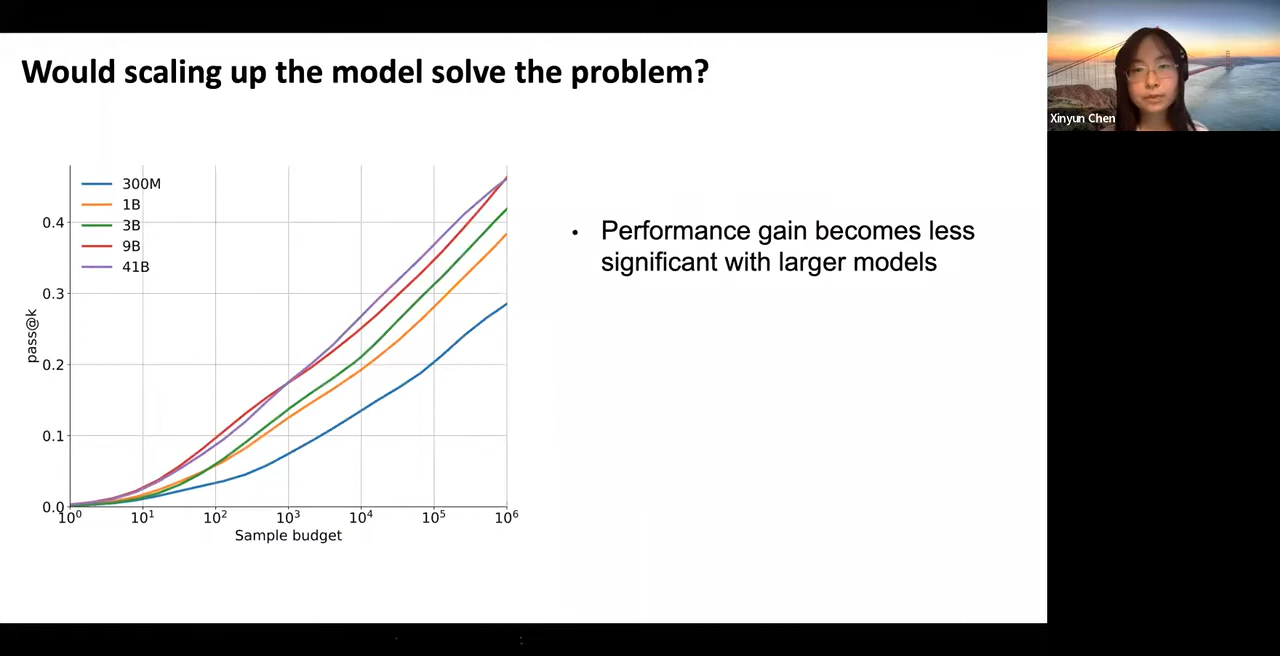 Would scaling up the model solve the problem?
Xinyun Chen
300M
1B
3B
9B
41B
0.4
0.3
0.2
0.1
0.0
pass@k
10⁰ 10¹ 10² 10³ 10⁴ 10⁵ 10⁶
Sample budget
• Performance gain becomes less
significant with larger models